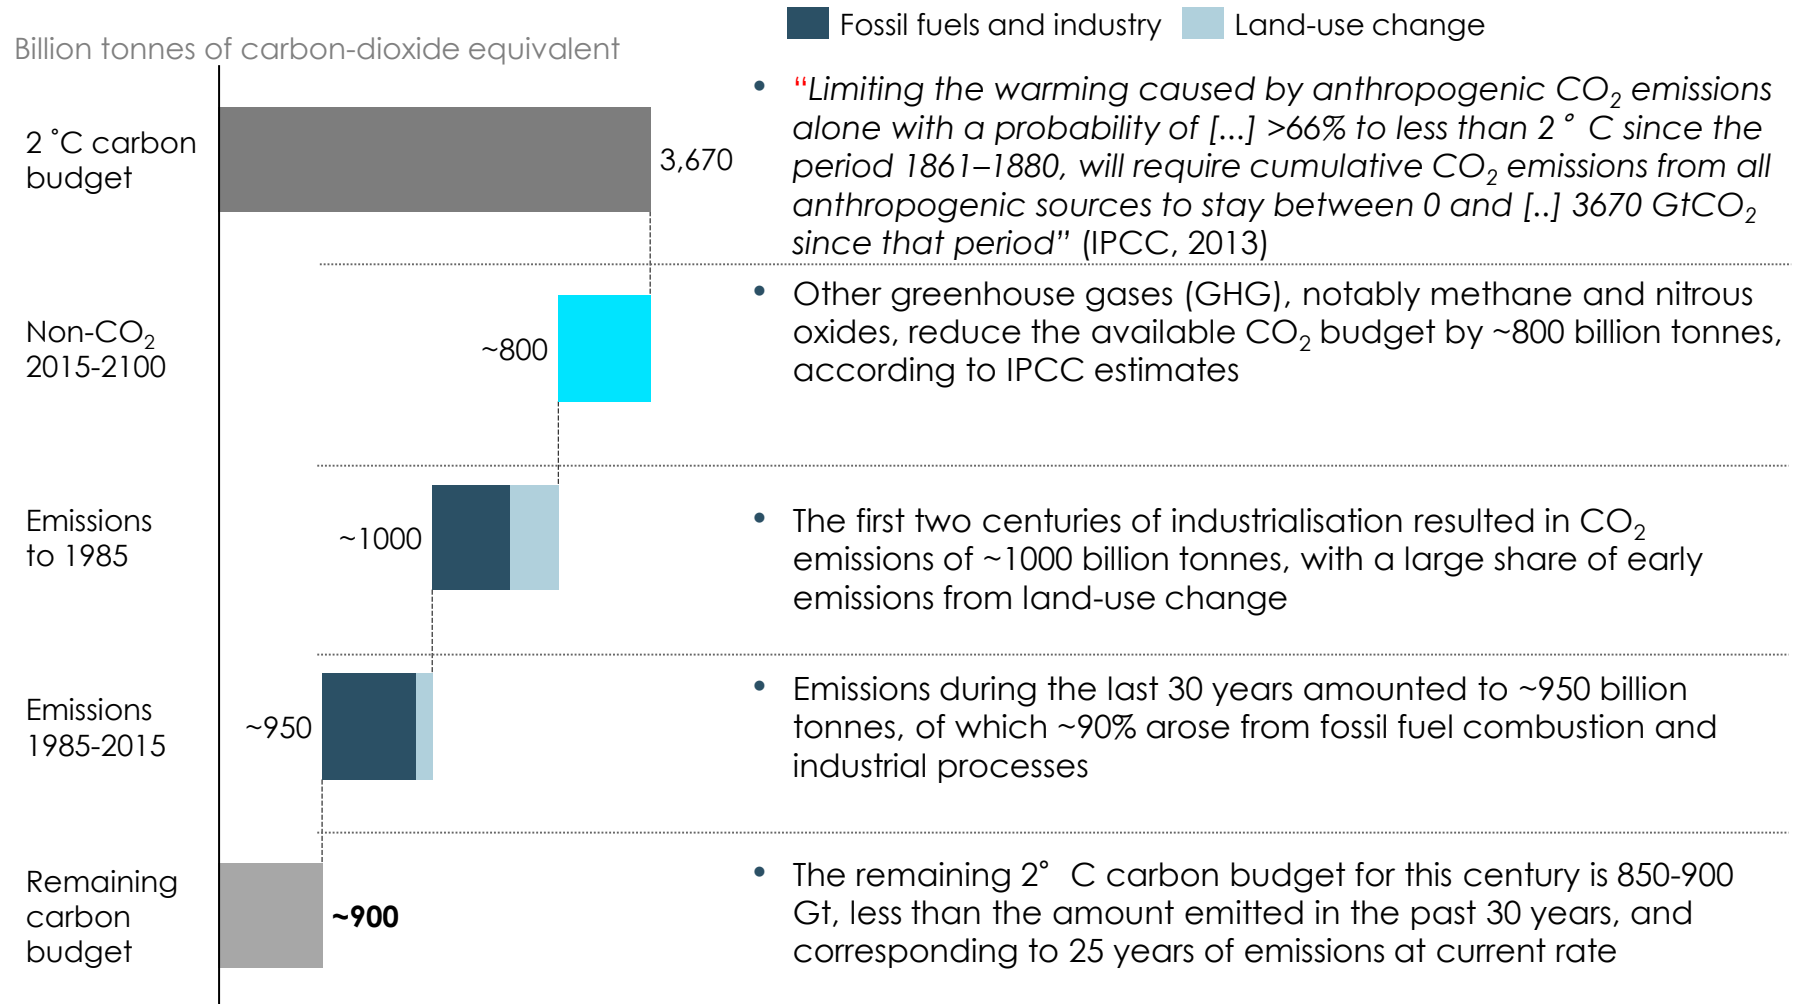 Fossil fuels and industry
Land-use change
Billion tonnes of carbon-dioxide equivalent
2 ˚C carbon
budget
3,670
• “Limiting the warming caused by anthropogenic CO₂ emissions
alone with a probability of [...] >66% to less than 2 ° C since the
period 1861–1880, will require cumulative CO₂ emissions from all
anthropogenic sources to stay between 0 and [..] 3670 GtCO₂
since that period” (IPCC, 2013)
Non-CO₂
2015-2100
~800
• Other greenhouse gases (GHG), notably methane and nitrous
oxides, reduce the available CO₂ budget by ~800 billion tonnes,
according to IPCC estimates
Emissions
to 1985
~1000
• The first two centuries of industrialisation resulted in CO₂
emissions of ~1000 billion tonnes, with a large share of early
emissions from land-use change
Emissions
1985-2015
~950
• Emissions during the last 30 years amounted to ~950 billion
tonnes, of which ~90% arose from fossil fuel combustion and
industrial processes
Remaining
carbon
budget
~900
• The remaining 2° C carbon budget for this century is 850-900
Gt, less than the amount emitted in the past 30 years, and
corresponding to 25 years of emissions at current rate